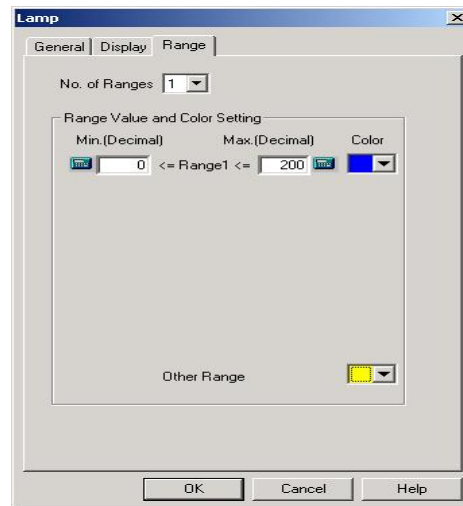 Lamp
General Display Range
No. of Ranges 1
Range Value and Color Setting
Min.(Decimal) Max.(Decimal) Color
0 <= Range1 <= 200
Other Range
OK Cancel Help